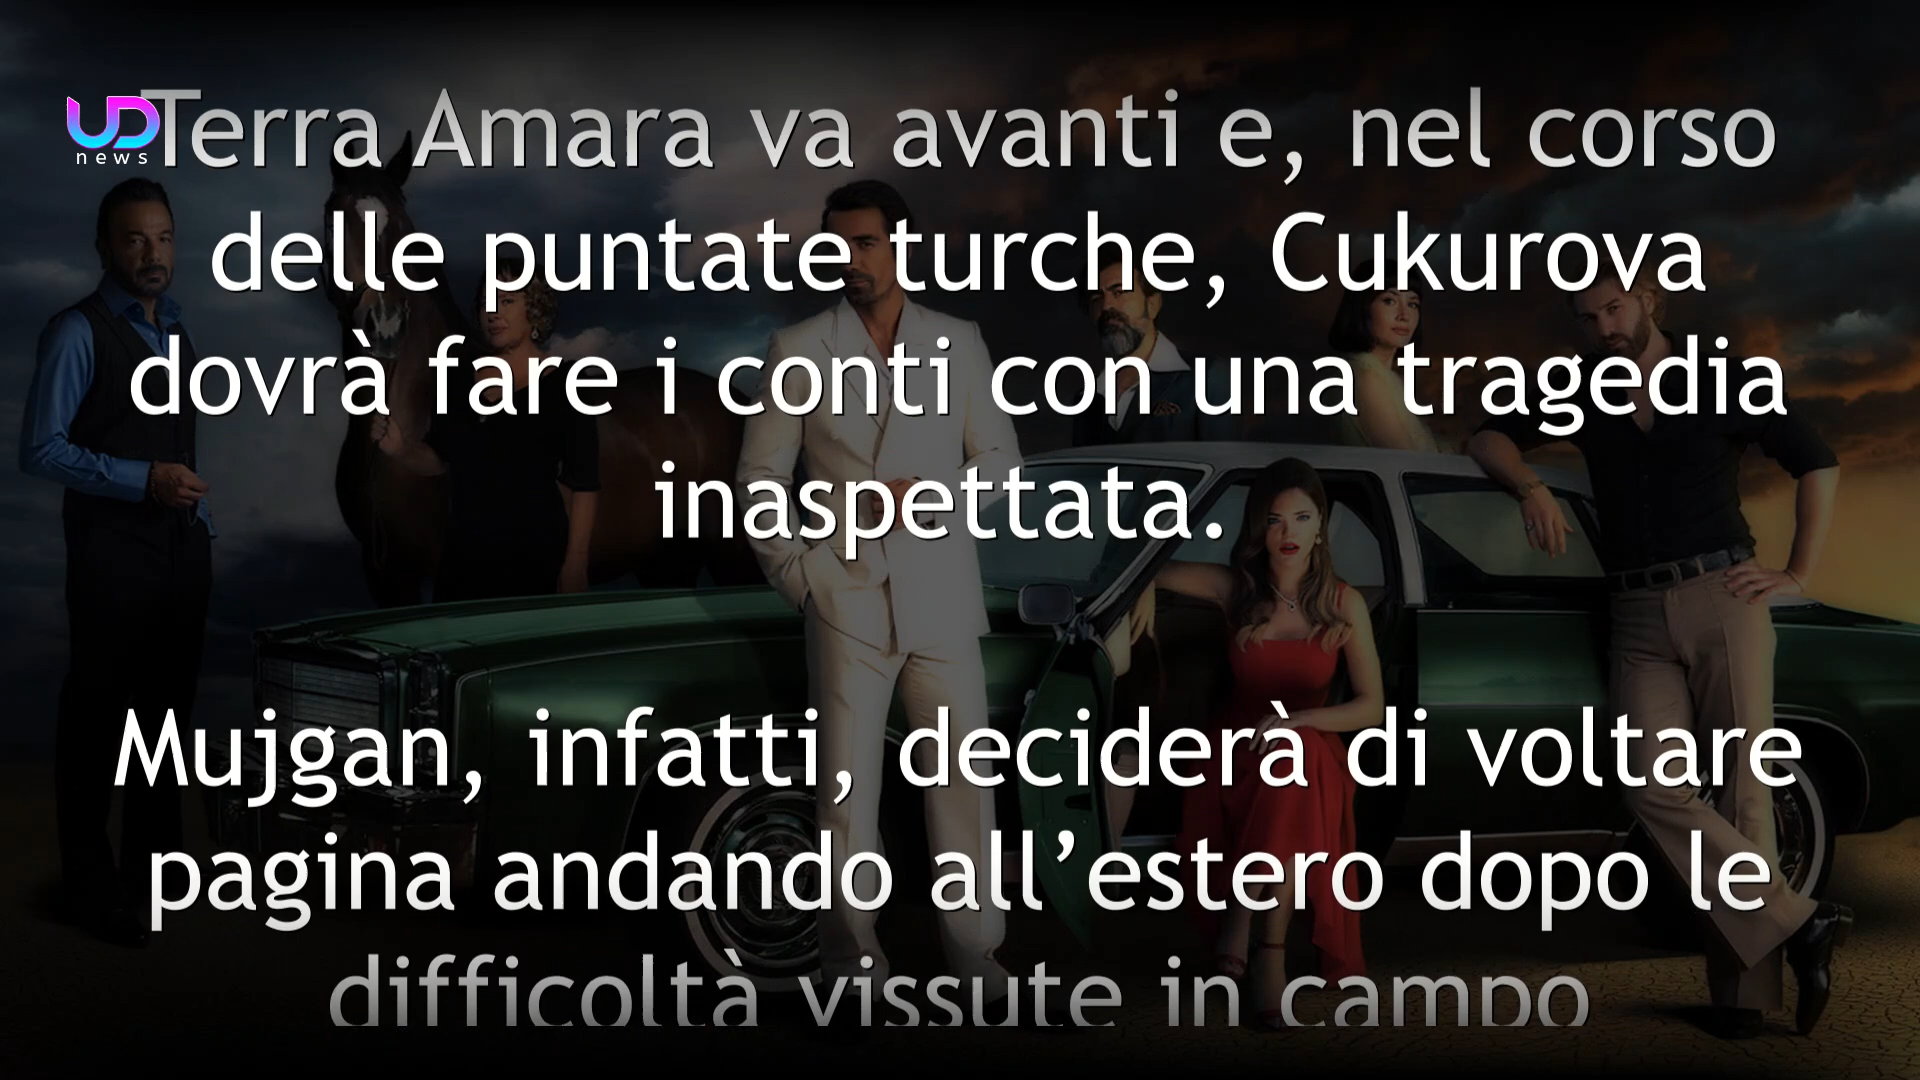 UD
news
Terra Amara va avanti e, nel corso
delle puntate turche, Cukurova
dovrà fare i conti con una tragedia
inaspettata.
Mujgan, infatti, deciderà di voltare
pagina andando all’estero dopo le
difficoltà vissute in campo